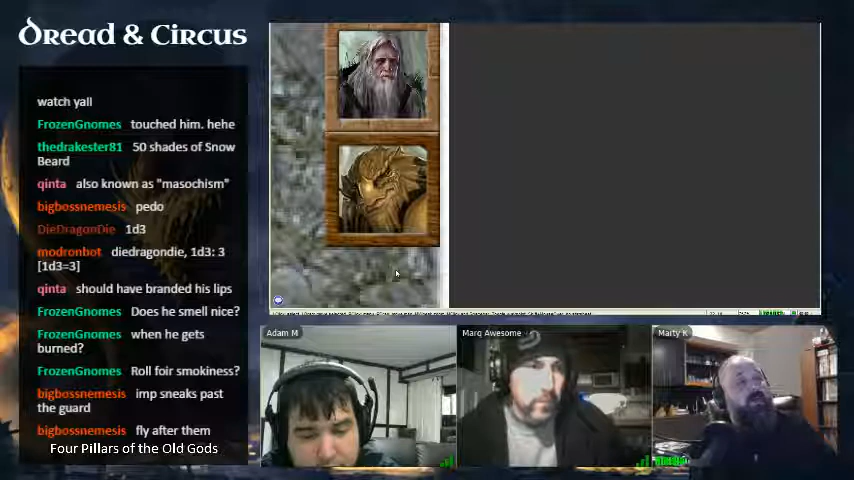 Dread & Circus
watch yall
FrozenGnomes touched him. hehe
thedrakester81 50 shades of Snow
Beard
qinta also known as "masochism"
bigbossnemesis pedo
DieDragonDie 1d3
modronbot diedragondie, 1d3: 3
[1d3=3]
qinta should have branded his lips
FrozenGnomes Does he smell nice?
FrozenGnomes when he gets
burned?
FrozenGnomes Roll foir smokiness?
bigbossnemesis imp sneaks past
the guard
bigbossnemesis fly after them
Four Pillars of the Old Gods
Adam M
Marq Awesome
Marty K